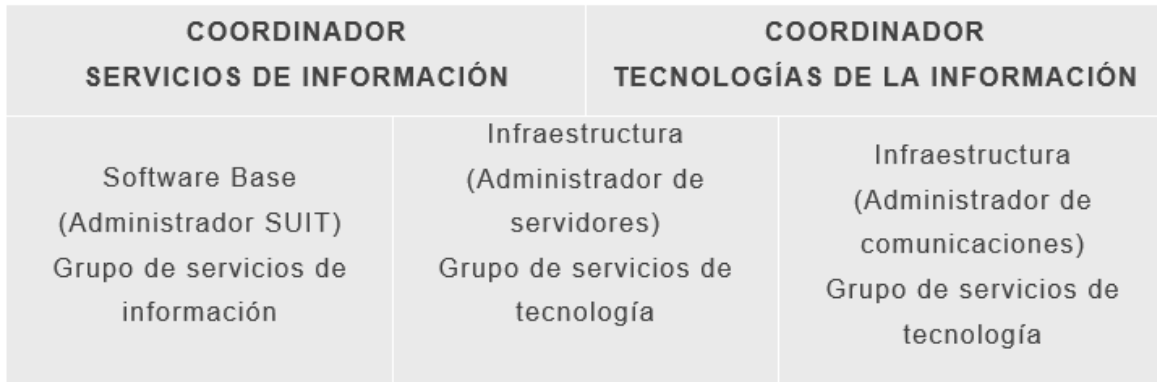 COORDINADOR
SERVICIOS DE INFORMACIÓN
COORDINADOR
TECNOLOGÍAS DE LA INFORMACIÓN
Software Base
(Administrador SUIT)
Grupo de servicios de
información
Infraestructura
(Administrador de
servidores)
Grupo de servicios de
tecnología
Infraestructura
(Administrador de
comunicaciones)
Grupo de servicios de
tecnología